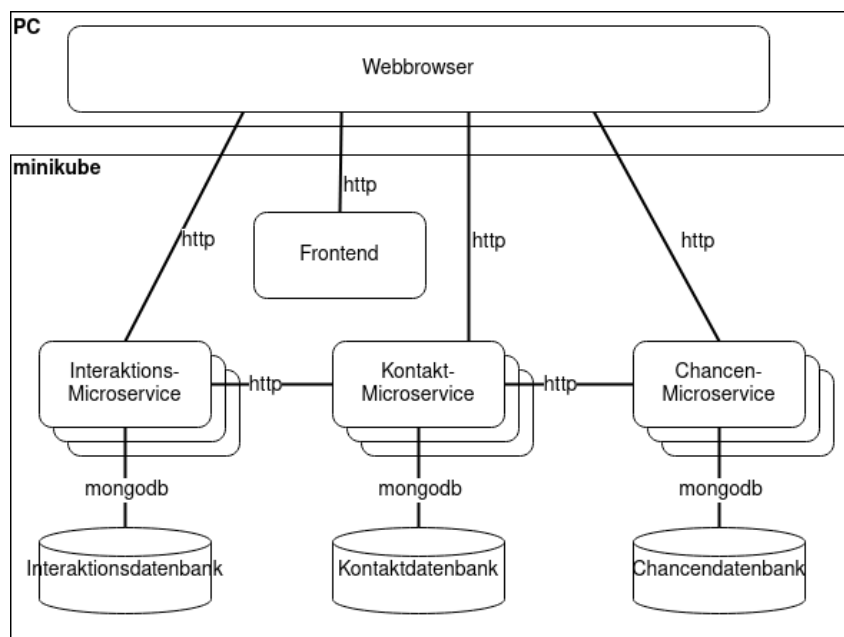 PC
Webbrowser
minikube
http
Frontend
http
http
http
Interaktions-
Microservice
http
Kontakt-
Microservice
http
Chancen-
Microservice
mongodb
mongodb
mongodb
Interaktionsdatenbank
Kontaktdatenbank
Chancendatenbank